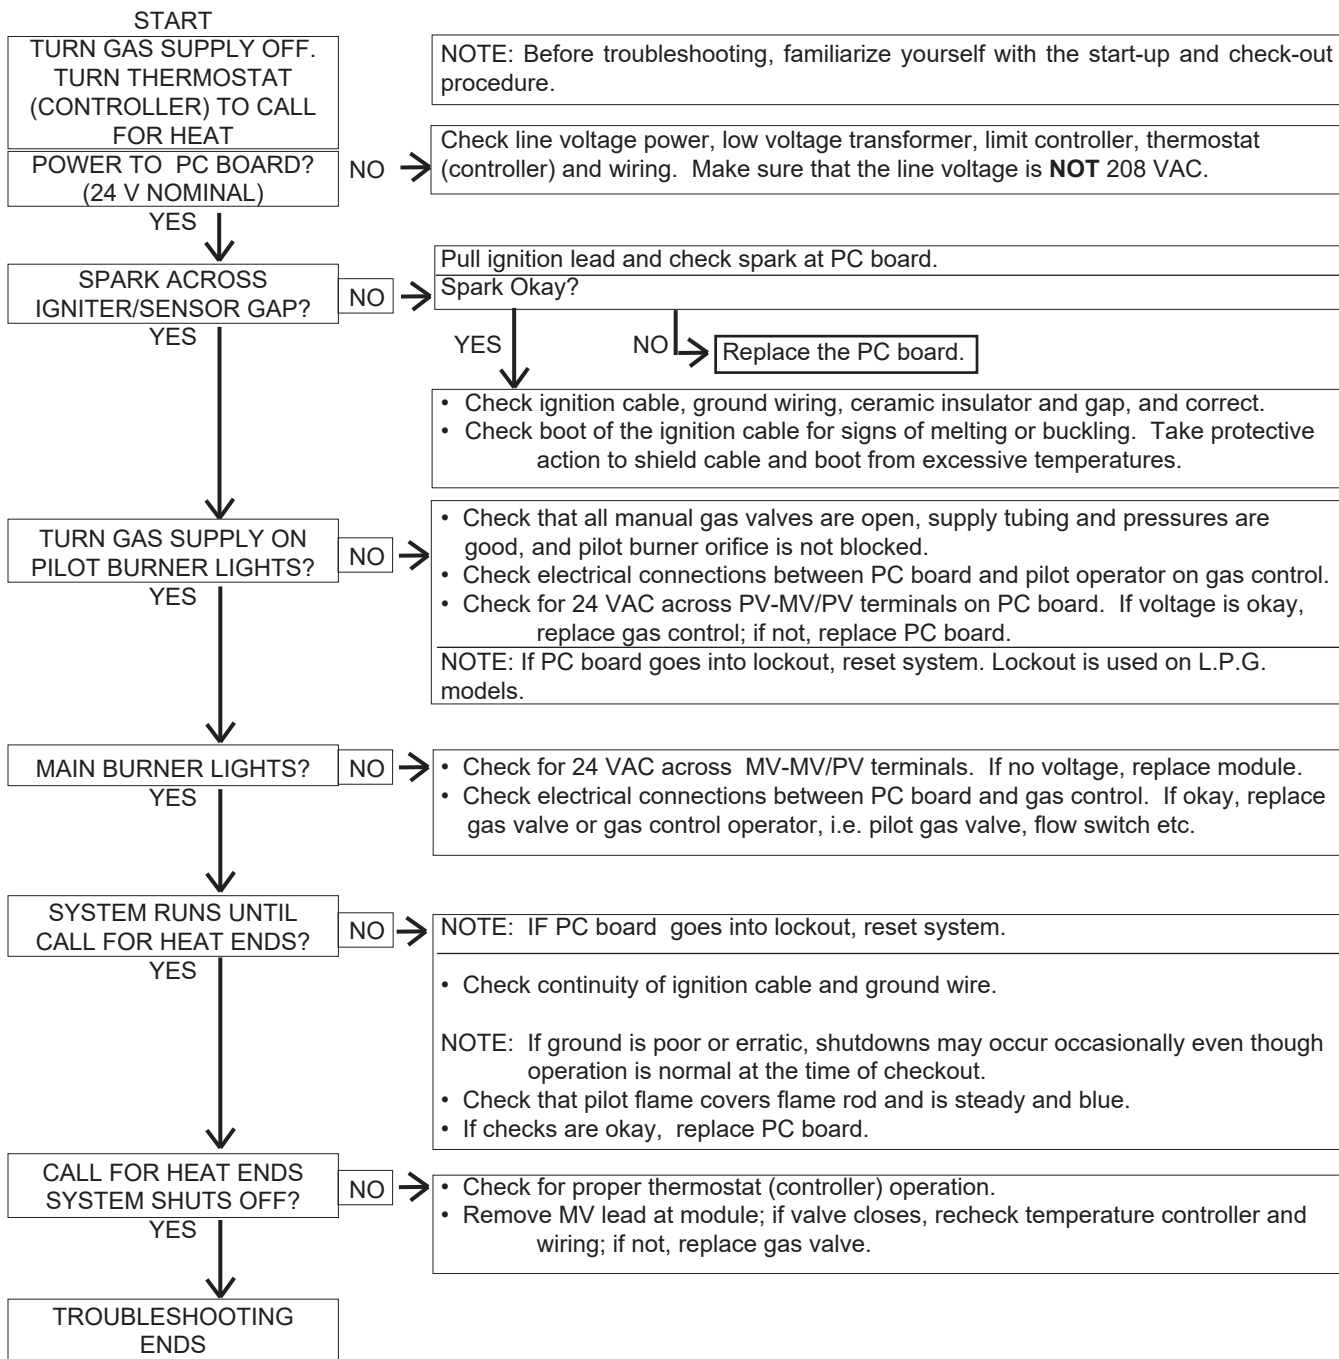 START
TURN GAS SUPPLY OFF.
TURN THERMOSTAT
(CONTROLLER) TO CALL
FOR HEAT
NOTE: Before troubleshooting, familiarize yourself with the start-up and check-out
procedure.
POWER TO PC BOARD?
(24 V NOMINAL)
NO
Check line voltage power, low voltage transformer, limit controller, thermostat
(controller) and wiring. Make sure that the line voltage is NOT 208 VAC.
YES
SPARK ACROSS
IGNITER/SENSOR GAP?
NO
Pull ignition lead and check spark at PC board.
Spark Okay?
YES
YES
NO
Replace the PC board.
• Check ignition cable, ground wiring, ceramic insulator and gap, and correct.
• Check boot of the ignition cable for signs of melting or buckling. Take protective
action to shield cable and boot from excessive temperatures.
TURN GAS SUPPLY ON
PILOT BURNER LIGHTS?
NO
• Check that all manual gas valves are open, supply tubing and pressures are
good, and pilot burner orifice is not blocked.
• Check electrical connections between PC board and pilot operator on gas control.
• Check for 24 VAC across PV-MV/PV terminals on PC board. If voltage is okay,
replace gas control; if not, replace PC board.
NOTE: If PC board goes into lockout, reset system. Lockout is used on L.P.G.
models.
YES
MAIN BURNER LIGHTS?
NO
• Check for 24 VAC across MV-MV/PV terminals. If no voltage, replace module.
• Check electrical connections between PC board and gas control. If okay, replace
gas valve or gas control operator, i.e. pilot gas valve, flow switch etc.
YES
SYSTEM RUNS UNTIL
CALL FOR HEAT ENDS?
NO
NOTE: IF PC board goes into lockout, reset system.
• Check continuity of ignition cable and ground wire.
NOTE: If ground is poor or erratic, shutdowns may occur occasionally even though
operation is normal at the time of checkout.
• Check that pilot flame covers flame rod and is steady and blue.
• If checks are okay, replace PC board.
YES
CALL FOR HEAT ENDS
SYSTEM SHUTS OFF?
NO
• Check for proper thermostat (controller) operation.
• Remove MV lead at module; if valve closes, recheck temperature controller and
wiring; if not, replace gas valve.
YES
TROUBLESHOOTING
ENDS